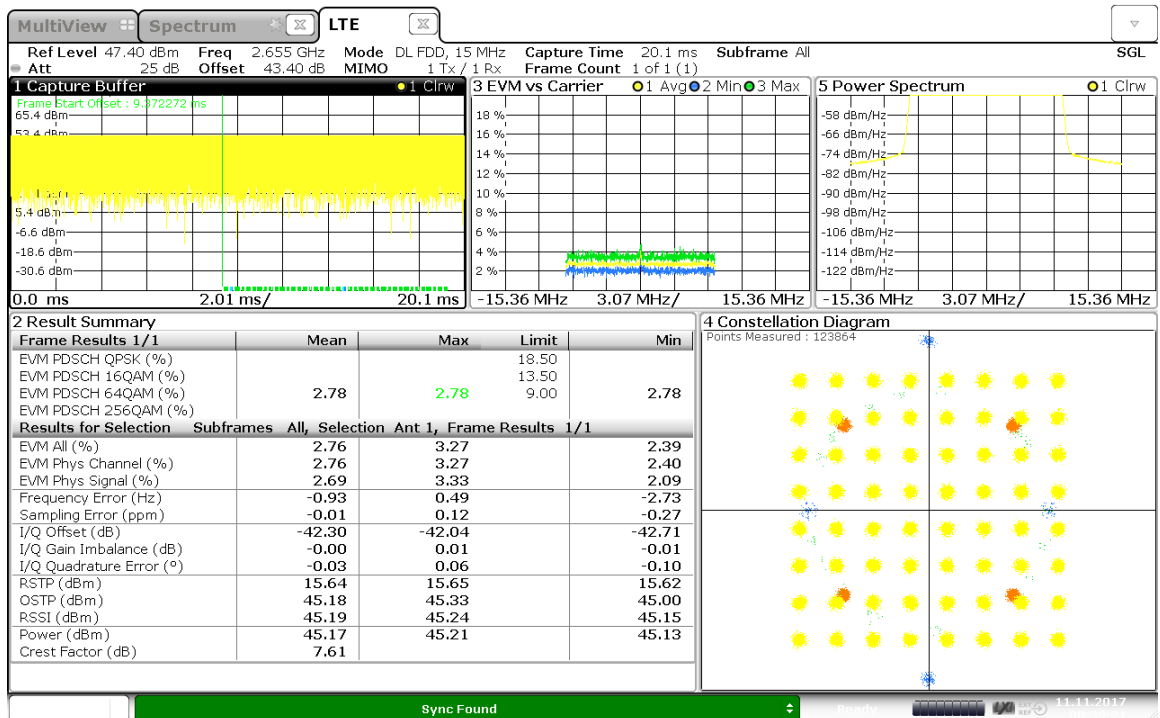 MultiView Spectrum LTE
Ref Level 47.40 dBm Freq 2.655 GHz Mode DL FDD, 15 MHz Capture Time 20.1 ms Subframe All SGL
Att 25 dB Offset 43.40 dB MIMO 1 Tx / 1 Rx Frame Count 1 of 1 (1)
1 Capture Buffer 1 Clrw
Frame Start Offset : 9.372272 ms
65.4 dBm
53.4 dBm
5.4 dBm
-6.6 dBm
-18.6 dBm
-30.6 dBm
0.0 ms 2.01 ms/ 20.1 ms
3 EVM vs Carrier 1 Avg 2 Min 3 Max
18 %
16 %
14 %
12 %
10 %
8 %
6 %
4 %
2 %
-15.36 MHz 3.07 MHz/ 15.36 MHz
5 Power Spectrum 1 Clrw
-58 dBm/Hz
-66 dBm/Hz
-74 dBm/Hz
-82 dBm/Hz
-90 dBm/Hz
-98 dBm/Hz
-106 dBm/Hz
-114 dBm/Hz
-122 dBm/Hz
-15.36 MHz 3.07 MHz/ 15.36 MHz
2 Result Summary
Frame Results 1/1 Mean Max Limit Min
EVM PDSCH QPSK (%) 18.50
EVM PDSCH 16QAM (%) 13.50
EVM PDSCH 64QAM (%) 2.78 2.78 9.00 2.78
EVM PDSCH 256QAM (%)
Results for Selection Subframes All, Selection Ant 1, Frame Results 1/1
EVM All (%) 2.76 3.27 2.39
EVM Phys Channel (%) 2.76 3.27 2.40
EVM Phys Signal (%) 2.69 3.33 2.09
Frequency Error (Hz) -0.93 0.49 -2.73
Sampling Error (ppm) -0.01 0.12 -0.27
I/Q Offset (dB) -42.30 -42.04 -42.71
I/Q Gain Imbalance (dB) -0.00 0.01 -0.01
I/Q Quadrature Error (°) -0.03 0.06 -0.10
RSTP (dBm) 15.64 15.65 15.62
OSTP (dBm) 45.18 45.33 45.00
RSSI (dBm) 45.19 45.24 45.15
Power (dBm) 45.17 45.21 45.13
Crest Factor (dB) 7.61
4 Constellation Diagram
Points Measured : 123864
Sync Found Ready 11.11.2017